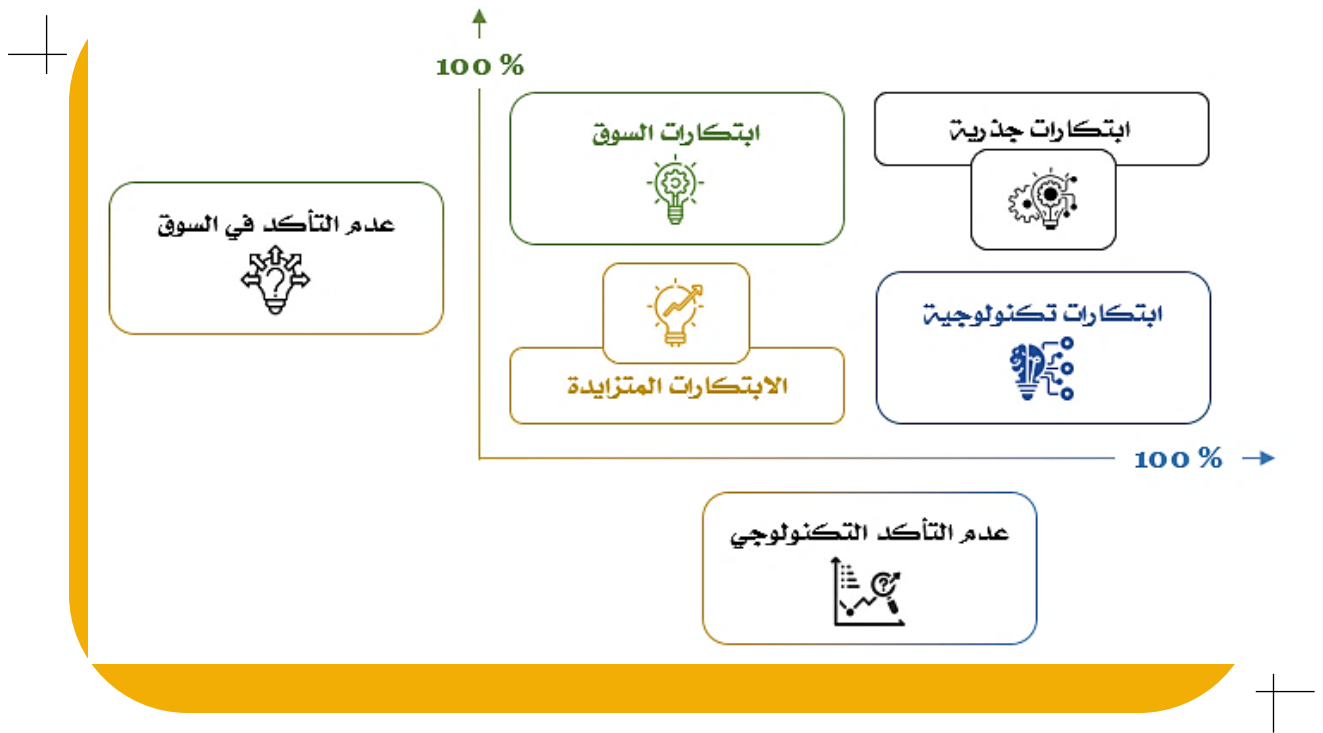 100 %
ابتكارات جذرية
ابتكارات السوق
عدم التأكد في السوق
ابتكارات تكنولوجية
الابتكارات المتزايدة
100 %
عدم التأكد التكنولوجي